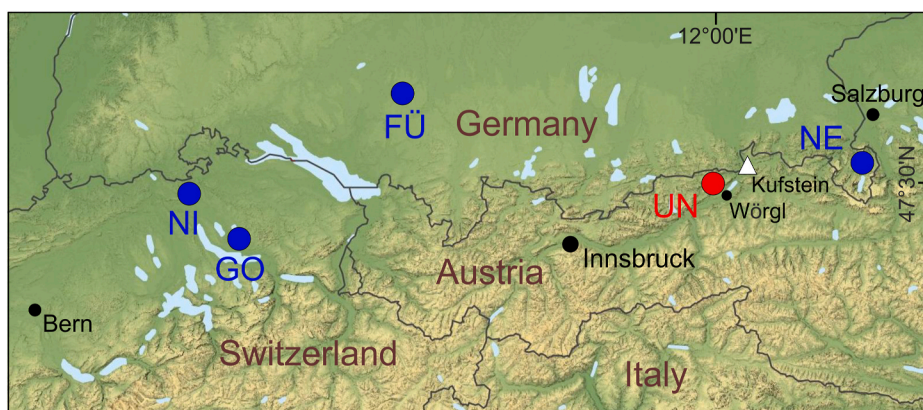 12°00'E
Salzburg
FÜ
Germany
NE
47°30'N
Kufstein
UN
Wörgl
NI
GO
Innsbruck
Austria
Bern
Switzerland
Italy